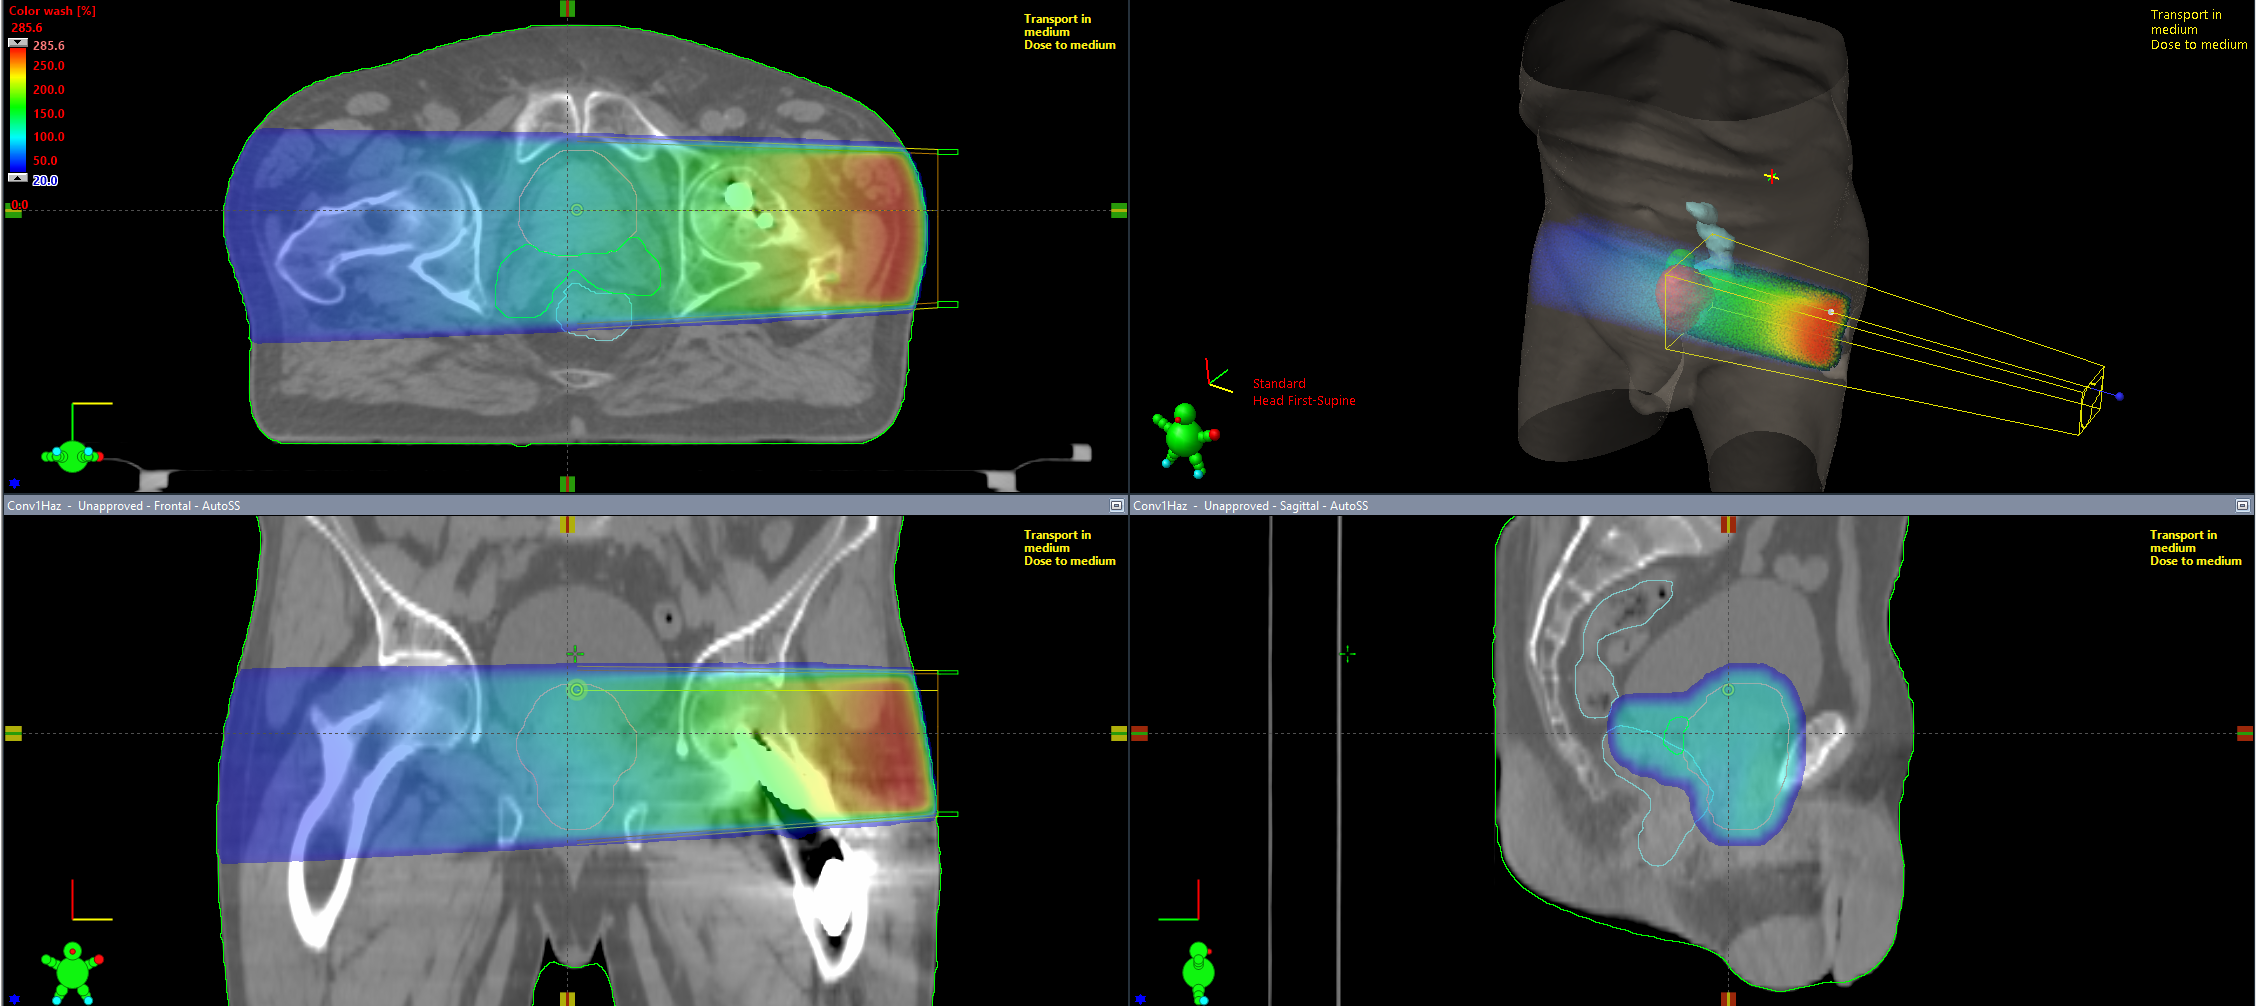 Color wash [%]
285.6
285.6
250.0
200.0
150.0
100.0
50.0
20.0
0.0
Transport in
medium
Dose to medium
Transport in
medium
Dose to medium
Standard
Head First-Supine
Conv1Haz - Unapproved - Frontal - AutoSS
Transport in
medium
Dose to medium
Conv1Haz - Unapproved - Sagittal - AutoSS
Transport in
medium
Dose to medium